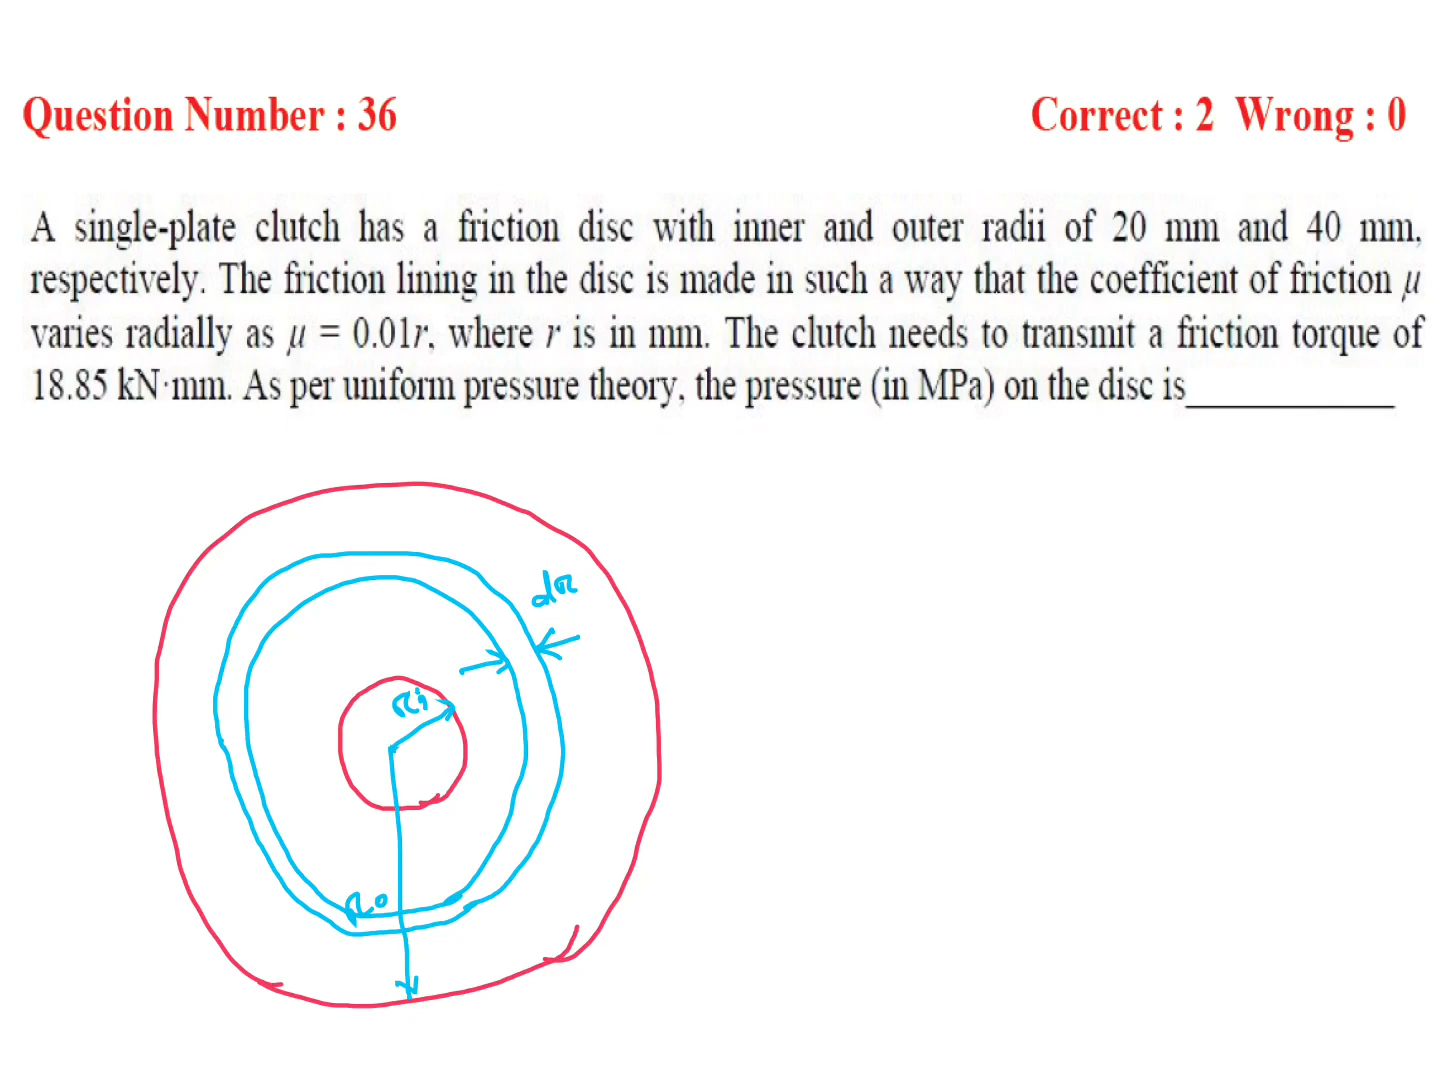 Question Number : 36 Correct : 2 Wrong : 0
A single-plate clutch has a friction disc with inner and outer radii of 20 mm and 40 mm,
respectively. The friction lining in the disc is made in such a way that the coefficient of friction μ
varies radially as μ = 0.01r, where r is in mm. The clutch needs to transmit a friction torque of
18.85 kN·mm. As per uniform pressure theory, the pressure (in MPa) on the disc is____________
dr
ri
ro